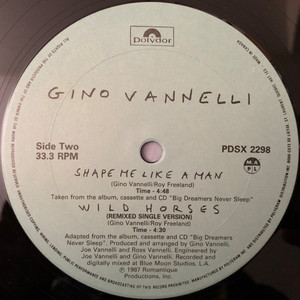 Polydor
GINO VANNELLI
Side Two
33.3 RPM
PDSX 2298
M A
P L
SHAPE ME LIKE A MAN
(Gino Vannelli/Roy Freeland)
Time - 4:48
Taken from the album, cassette and CD "Big Dreamers Never Sleep."
WILD HORSES
(REMIXED SINGLE VERSION)
(Gino Vannelli/Roy Freeland)
Time - 4:30
Adapted from the album, cassette and CD "Big Dreamers
Never Sleep". Produced and arranged by Gino Vannelli,
Joe Vannelli and Ross Vannelli. Engineered by
Joe Vannelli and Gino Vannelli. Recorded and
digitally mixed at Blue Moon Studios, L.A.
℗ 1987 Romantique
Productions Inc.